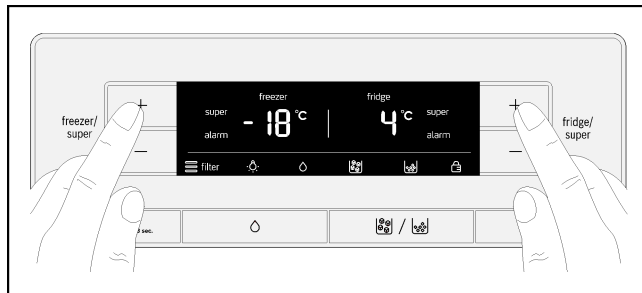 freezer
fridge
super
-18 °C
4 °C
super
alarm
alarm
freezer/
super
fridge/
super
+
+
-
-
filter
sec.
/